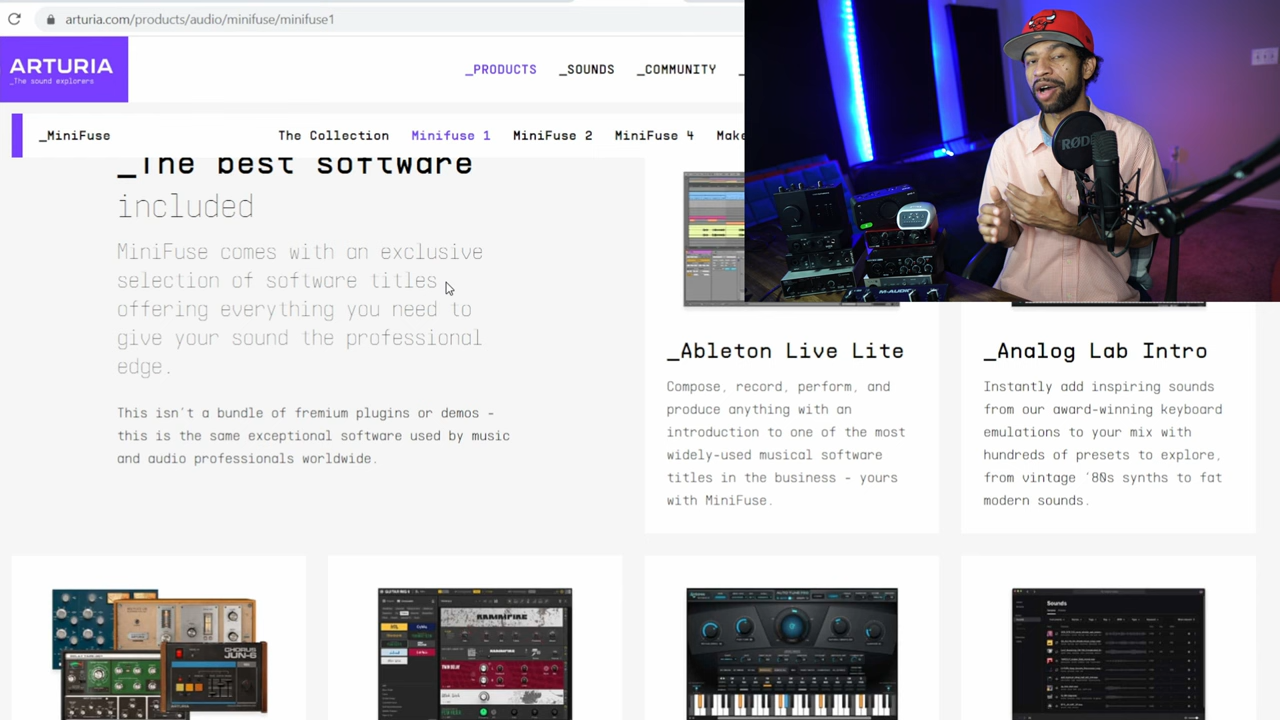 arturia.com/products/audio/minifuse/minifuse1
ARTURIA
_The sound explorers
_PRODUCTS
_SOUNDS
_COMMUNITY
_MiniFuse
The Collection
Minifuse 1
MiniFuse 2
MiniFuse 4
Make
_The best software
included
MiniFuse comes with an exclusive
selection of software titles
offering everything you need to
give your sound the professional
edge.
This isn't a bundle of fremium plugins or demos -
this is the same exceptional software used by music
and audio professionals worldwide.
RØDE
M-AUDIO
_Ableton Live Lite
Compose, record, perform, and
produce anything with an
introduction to one of the most
widely-used musical software
titles in the business - yours
with MiniFuse.
_Analog Lab Intro
Instantly add inspiring sounds
from our award-winning keyboard
emulations to your mix with
hundreds of presets to explore,
from vintage '80s synths to fat
modern sounds.
CHORUS
JUN-6
RAMMFIRE
Sounds